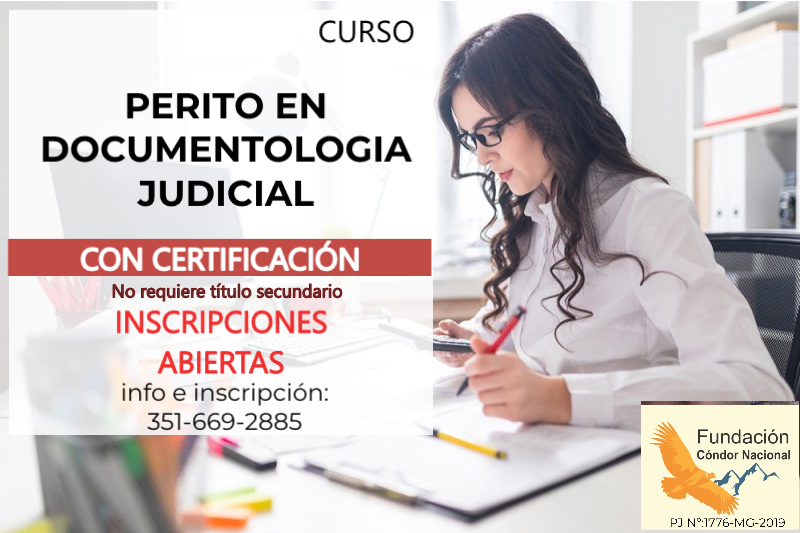 CURSO
PERITO EN
DOCUMENTOLOGIA
JUDICIAL
CON CERTIFICACIÓN
No requiere título secundario
INSCRIPCIONES
ABIERTAS
info e inscripción:
351-669-2885
Fundación
Cóndor Nacional
PJ Nº:1776-MG-2019